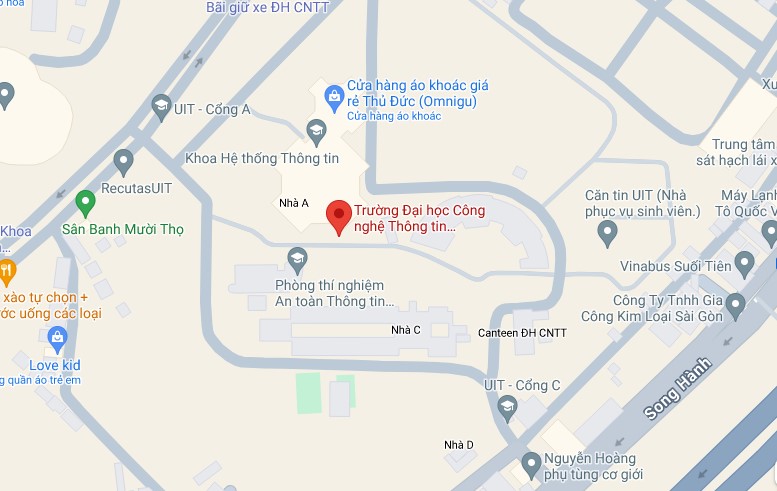 p hoa
Bãi giữ xe ĐH CNTT
Xu
Cửa hàng áo khoác giá
rẻ Thủ Đức (Omnigu)
Cửa hàng áo khoác
UIT - Cổng A
Khoa Hệ thống Thông tin
Trung tâm
sát hạch lái x
RecutasUIT
Nhà A
Trường Đại học Công
nghệ Thông tin...
Căn tin UIT (Nhà
phục vụ sinh viên.)
Máy Lạnh
Tô Quốc V
Khoa
...
Sân Banh Mười Thọ
Vinabus Suối Tiên
Phòng thí nghiệm
An toàn Thông tin...
xào tự chọn +
ước uống các loại
Công Ty Tnhh Gia
Công Kim Loại Sài Gòn
Nhà C
Canteen ĐH CNTT
Love kid
g quần áo trẻ em
UIT - Cổng C
Song Hành
Nhà D
Nguyễn Hoàng
phụ tùng cơ giới